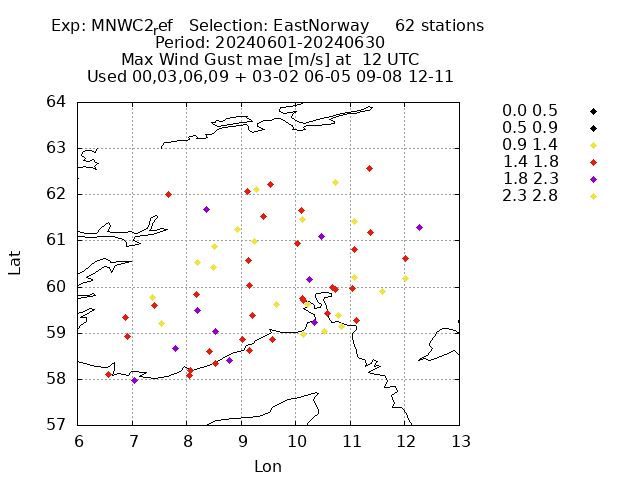 Exp: MNWC2ref Selection: EastNorway 62 stations
Period: 20240601-20240630
Max Wind Gust mae [m/s] at 12 UTC
Used 00,03,06,09 + 03-02 06-05 09-08 12-11
0.0 0.5
0.5 0.9
0.9 1.4
1.4 1.8
1.8 2.3
2.3 2.8
64
63
62
61
60
59
58
57
Lat
6 7 8 9 10 11 12 13
Lon